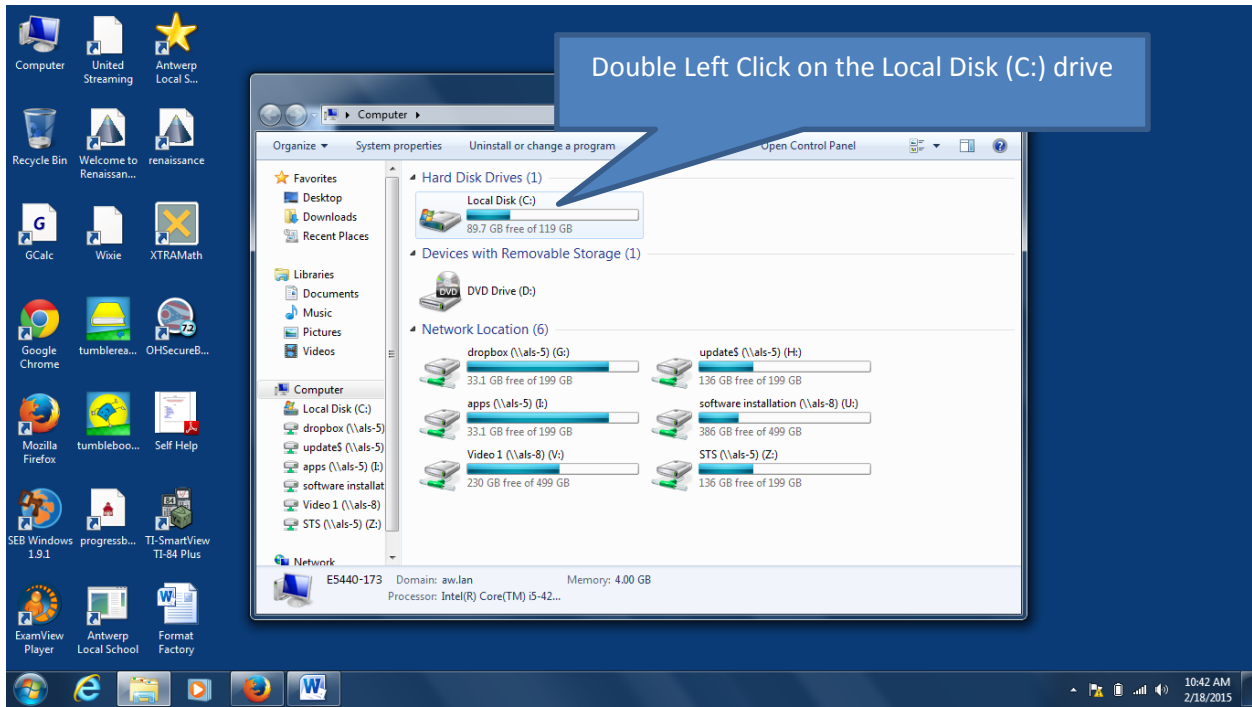 Double Left Click on the Local Disk (C:) drive
Computer
United
Streaming
Antwerp
Local S...
Recycle Bin
Welcome to
Renaissan...
renaissance
G
GCalc
Wixie
XTRAMath
Google
Chrome
tumblerea...
7.2
OHSecureB...
Mozilla
Firefox
tumbleboo...
Self Help
SEB Windows
1.9.1
progressb...
84
TI-SmartView
TI-84 Plus
ExamView
Player
Antwerp
Local School
W
Format
Factory
Computer
Organize
System properties
Uninstall or change a program
Open Control Panel
Favorites
Desktop
Downloads
Recent Places
Libraries
Documents
Music
Pictures
Videos
Computer
Local Disk (C:)
dropbox (\\als-5)
update$ (\\als-5)
apps (\\als-5) (I:)
software installat
Video 1 (\\als-8)
STS (\\als-5) (Z:)
Network
Hard Disk Drives (1)
Local Disk (C:)
89.7 GB free of 119 GB
Devices with Removable Storage (1)
DVD
DVD Drive (D:)
Network Location (6)
dropbox (\\als-5) (G:)
33.1 GB free of 199 GB
update$ (\\als-5) (H:)
136 GB free of 199 GB
apps (\\als-5) (I:)
33.1 GB free of 199 GB
software installation (\\als-8) (U:)
386 GB free of 499 GB
Video 1 (\\als-8) (V:)
230 GB free of 499 GB
STS (\\als-5) (Z:)
136 GB free of 199 GB
E5440-173 Domain: aw.lan Memory: 4.00 GB
Processor: Intel(R) Core(TM) i5-42...
W
10:42 AM
2/18/2015